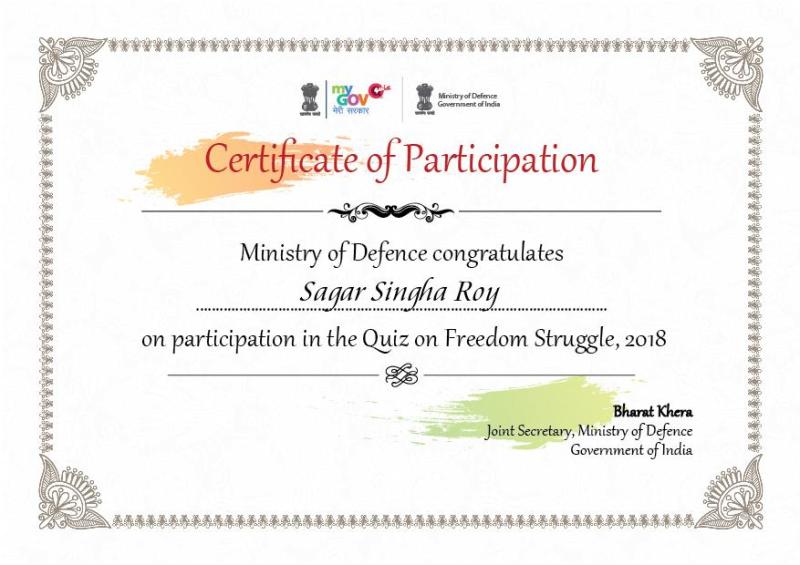 my
GOV
मेरी सरकार
Ministry of Defence
Government of India
Certificate of Participation
Ministry of Defence congratulates
Sagar Singha Roy
on participation in the Quiz on Freedom Struggle, 2018
Bharat Khera
Joint Secretary, Ministry of Defence
Government of India